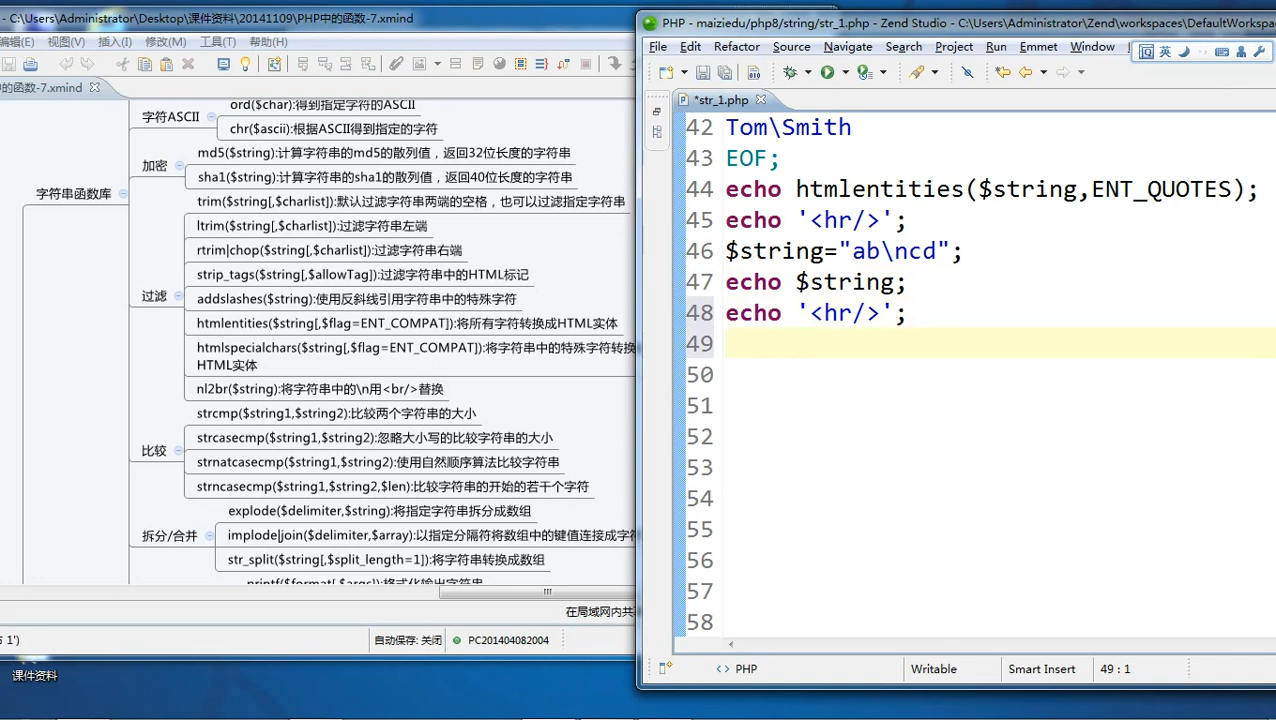 - C:\Users\Administrator\Desktop\课件资料\20141109\PHP中的函数-7.xmind
编辑(E) 视图(V) 插入(I) 修改(M) 工具(T) 帮助(H)
中的函数-7.xmind
字符串函数库
字符ASCII
ord($char):得到指定字符的ASCII
chr($ascii):根据ASCII得到指定的字符
加密
md5($string):计算字符串的md5的散列值，返回32位长度的字符串
sha1($string):计算字符串的sha1的散列值，返回40位长度的字符串
过滤
trim($string[,$charlist]):默认过滤字符串两端的空格，也可以过滤指定字符串
ltrim($string[,$charlist]):过滤字符串左端
rtrim|chop($string[,$charlist]):过滤字符串右端
strip_tags($string[,$allowTag]):过滤字符串中的HTML标记
addslashes($string):使用反斜线引用字符串中的特殊字符
htmlentities($string[,$flag=ENT_COMPAT]):将所有字符转换成HTML实体
htmlspecialchars($string[,$flag=ENT_COMPAT]):将字符串中的特殊字符转换
HTML实体
nl2br($string):将字符串中的\n用<br/>替换
比较
strcmp($string1,$string2):比较两个字符串的大小
strcasecmp($string1,$string2):忽略大小写的比较字符串的大小
strnatcasecmp($string1,$string2):使用自然顺序算法比较字符串
strncasecmp($string1,$string2,$len):比较字符串的开始的若干个字符
拆分/合并
explode($delimiter,$string):将指定字符串拆分成数组
implode|join($delimiter,$array):以指定分隔符将数组中的键值连接成字符
str_split($string[,$split_length=1]):将字符串转换成数组
printf($format[,$args]):格式化输出字符串
在局域网内共
1')
自动保存: 关闭
PC201404082004
课件资料
PHP - maiziedu/php8/string/str_1.php - Zend Studio - C:\Users\Administrator\Zend\workspaces\DefaultWorkspa
File Edit Refactor Source Navigate Search Project Run Emmet Window
英
*str_1.php
42 Tom\Smith
43 EOF;
44 echo htmlentities($string,ENT_QUOTES);
45 echo '<hr/>';
46 $string="ab\ncd";
47 echo $string;
48 echo '<hr/>';
49
50
51
52
53
54
55
56
57
58
<> PHP
Writable
Smart Insert
49 : 1